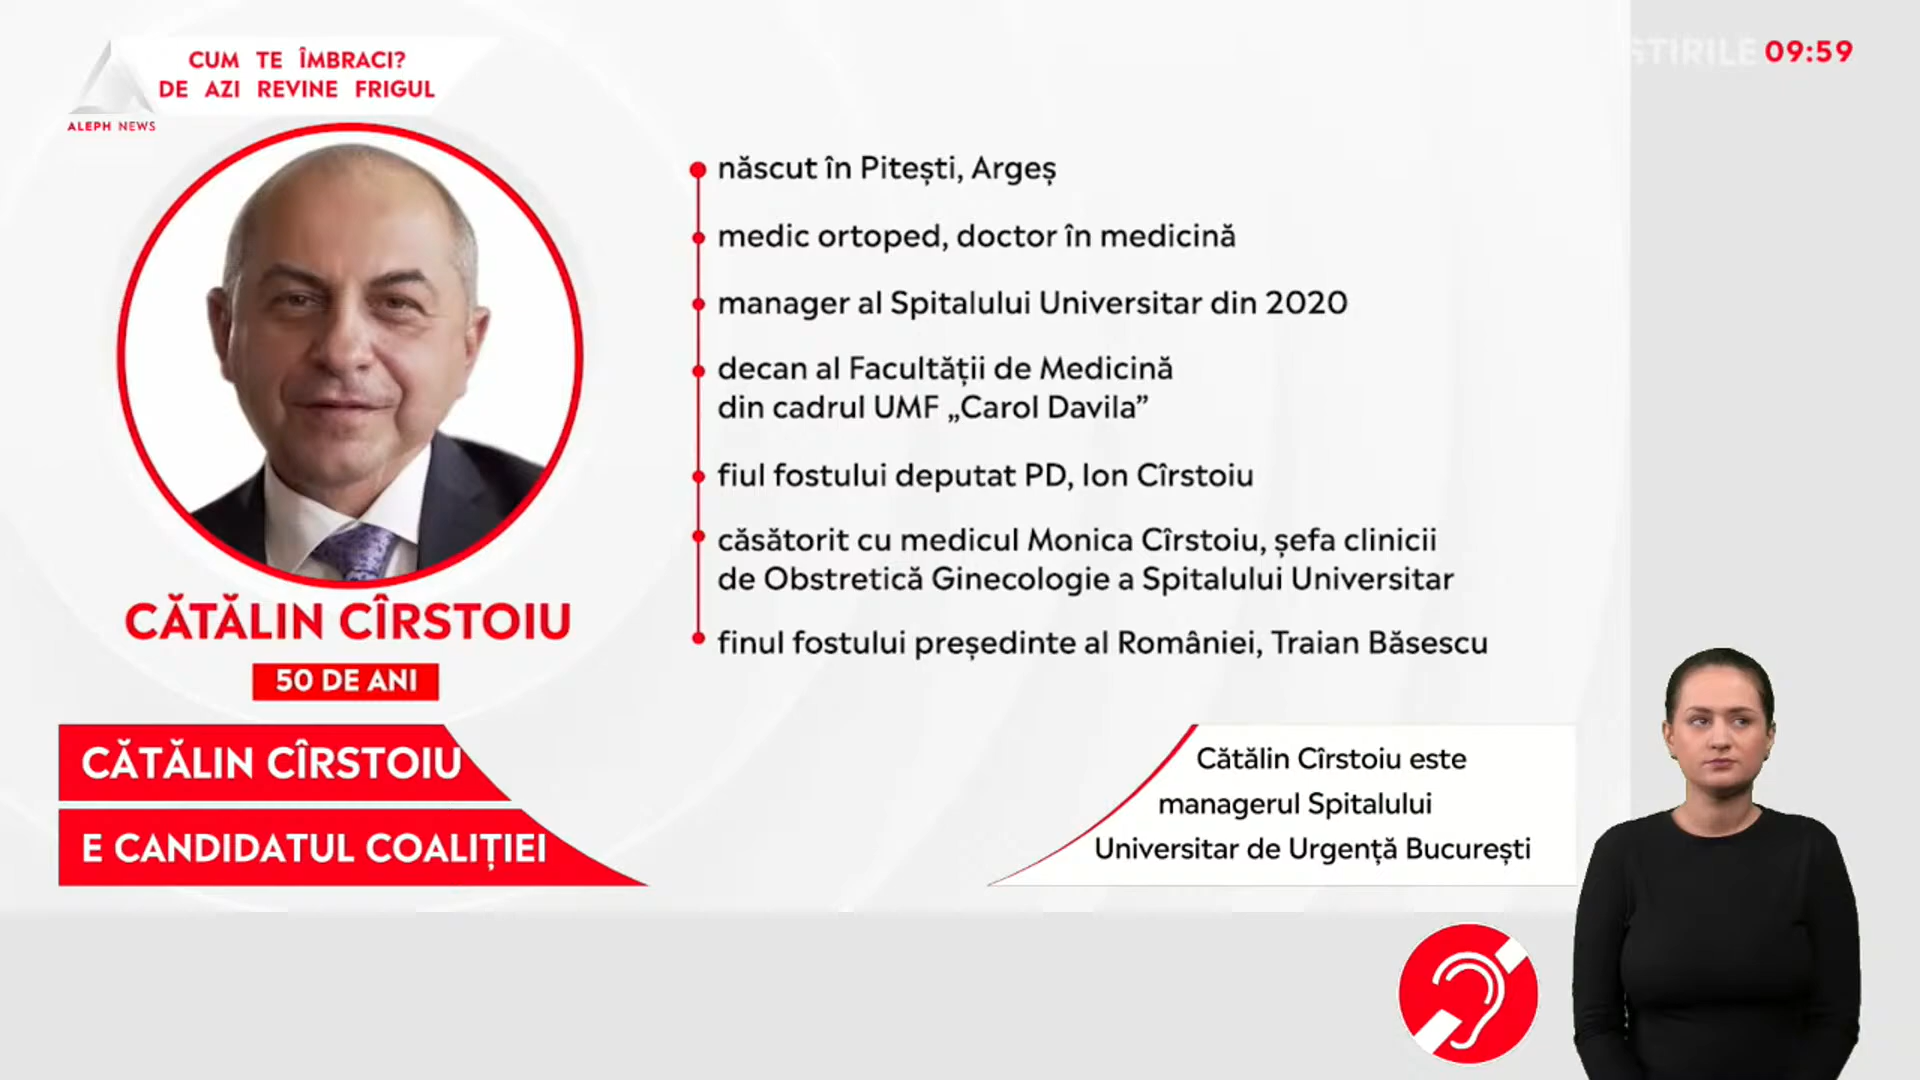 CUM TE ÎMBRACI?
DE AZI REVINE FRIGUL
ALEPH NEWS
ȘTIRILE 09:59
născut în Pitești, Argeș
medic ortoped, doctor în medicină
manager al Spitalului Universitar din 2020
decan al Facultății de Medicină
din cadrul UMF „Carol Davila”
fiul fostului deputat PD, Ion Cîrstoiu
căsătorit cu medicul Monica Cîrstoiu, șefa clinicii
de Obstretică Ginecologie a Spitalului Universitar
finul fostului președinte al României, Traian Băsescu
CĂTĂLIN CÎRSTOIU
50 DE ANI
CĂTĂLIN CÎRSTOIU
E CANDIDATUL COALIȚIEI
Cătălin Cîrstoiu este
managerul Spitalului
Universitar de Urgență București